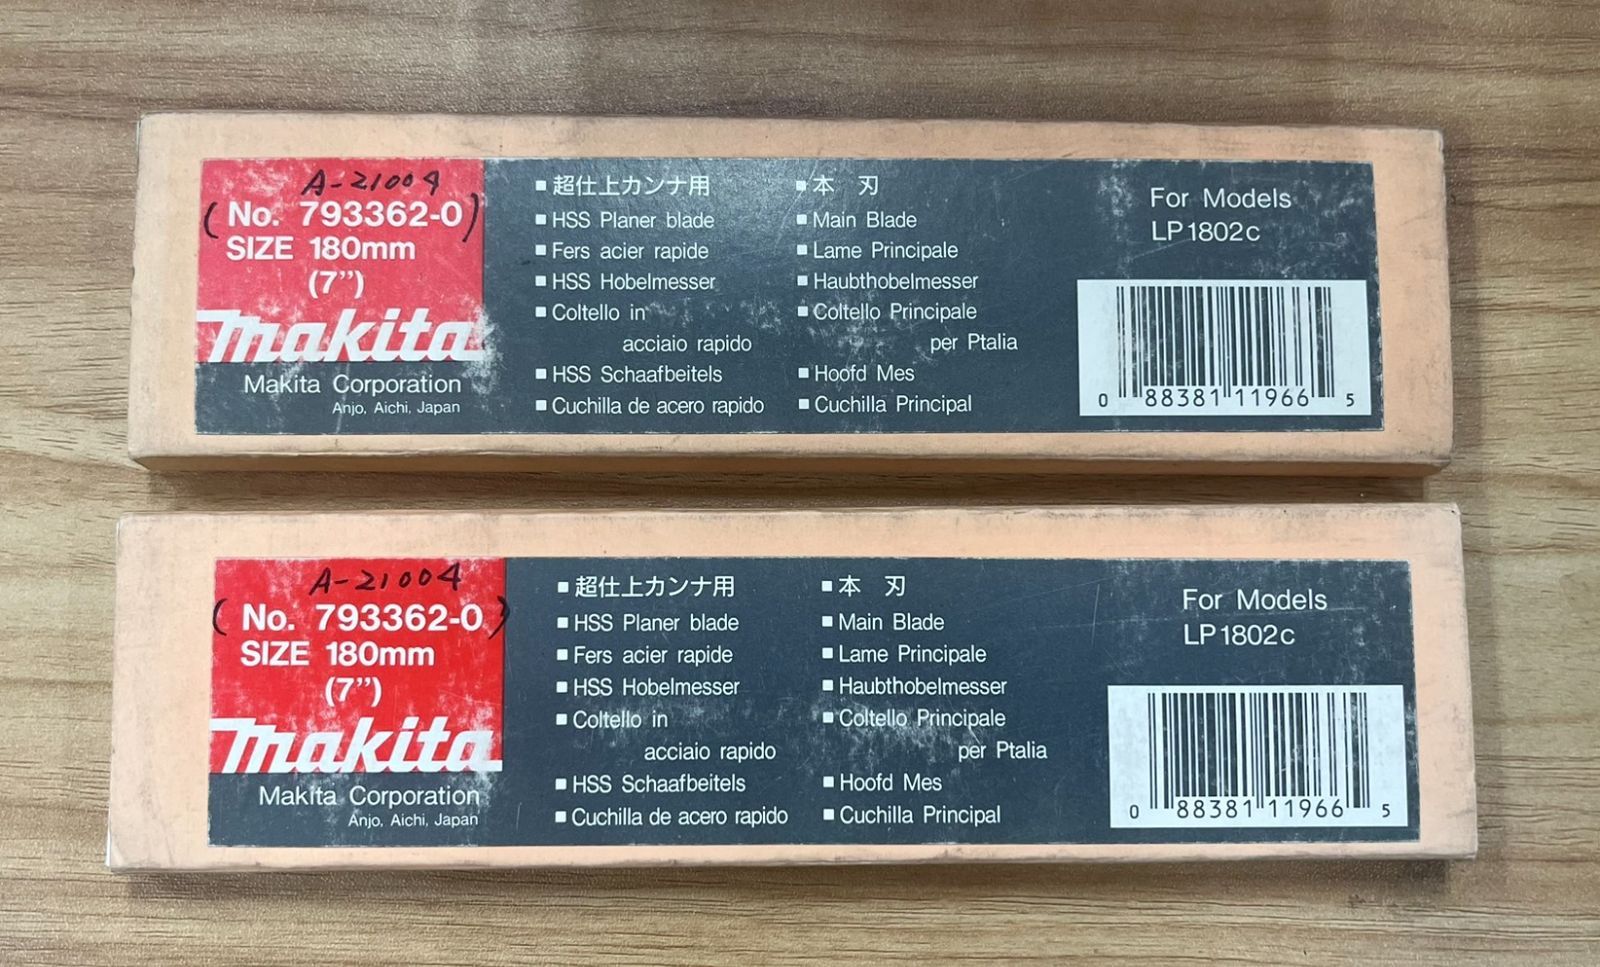 A-21004
(No. 793362-0)
SIZE 180mm
(7")
makita
Makita Corporation
Anjo, Aichi, Japan
■ 超仕上カンナ用
■ HSS Planer blade
■ Fers acier rapide
■ HSS Hobelmesser
■ Coltello in
acciaio rapido
■ HSS Schaafbeitels
■ Cuchilla de acero rapido
■ 本 刃
■ Main Blade
■ Lame Principale
■ Haubthobelmesser
■ Coltello Principale
per Ptalia
■ Hoofd Mes
■ Cuchilla Principal
For Models
LP1802c
0 88381 11966 5
A-21004
(No. 793362-0)
SIZE 180mm
(7")
makita
Makita Corporation
Anjo, Aichi, Japan
■ 超仕上カンナ用
■ HSS Planer blade
■ Fers acier rapide
■ HSS Hobelmesser
■ Coltello in
acciaio rapido
■ HSS Schaafbeitels
■ Cuchilla de acero rapido
■ 本 刃
■ Main Blade
■ Lame Principale
■ Haubthobelmesser
■ Coltello Principale
per Ptalia
■ Hoofd Mes
■ Cuchilla Principal
For Models
LP1802c
0 88381 11966 5